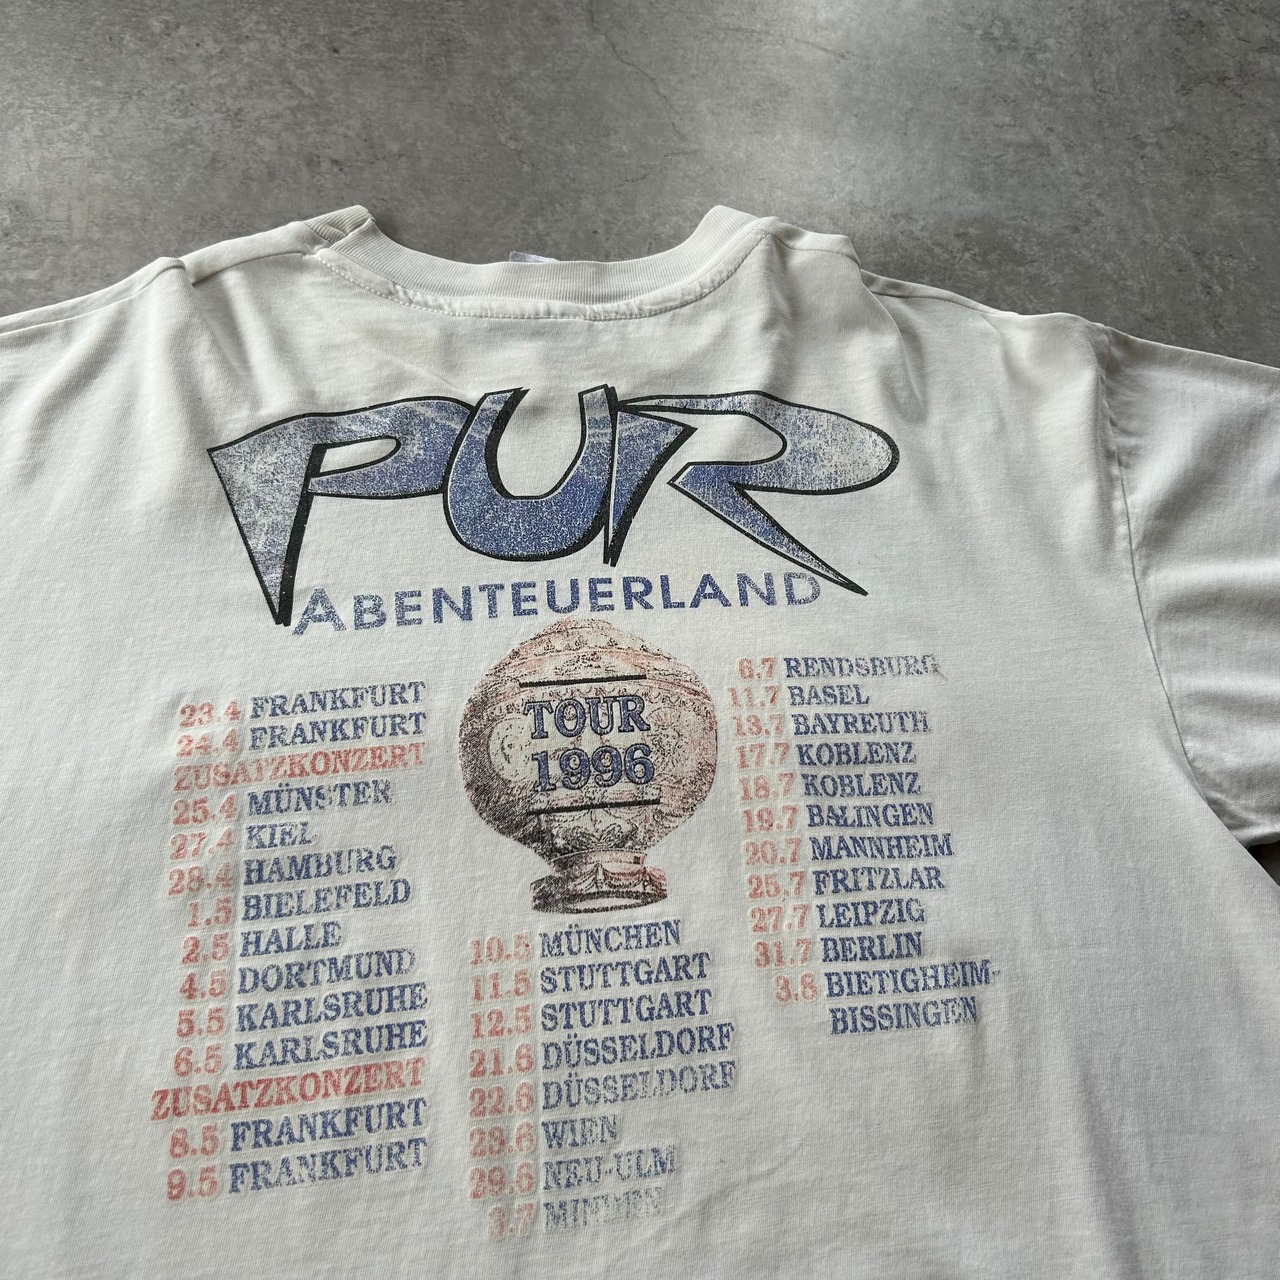 PUR
ABENTEUERLAND
TOUR
1996
23.4 FRANKFURT
24.4 FRANKFURT
ZUSATZKONZERT
25.4 MÜNSTER
27.4 KIEL
28.4 HAMBURG
1.5 BIELEFELD
2.5 HALLE
4.5 DORTMUND
5.5 KARLSRUHE
6.5 KARLSRUHE
ZUSATZKONZERT
8.5 FRANKFURT
9.5 FRANKFURT
10.5 MÜNCHEN
11.5 STUTTGART
12.5 STUTTGART
21.6 DÜSSELDORF
22.6 DÜSSELDORF
23.6 WIEN
29.6 NEU-ULM
3.7 MINDEN
6.7 RENDSBURG
11.7 BASEL
13.7 BAYREUTH
17.7 KOBLENZ
18.7 KOBLENZ
19.7 BALINGEN
20.7 MANNHEIM
25.7 FRITZLAR
27.7 LEIPZIG
31.7 BERLIN
3.8 BIETIGHEIM-
BISSINGEN